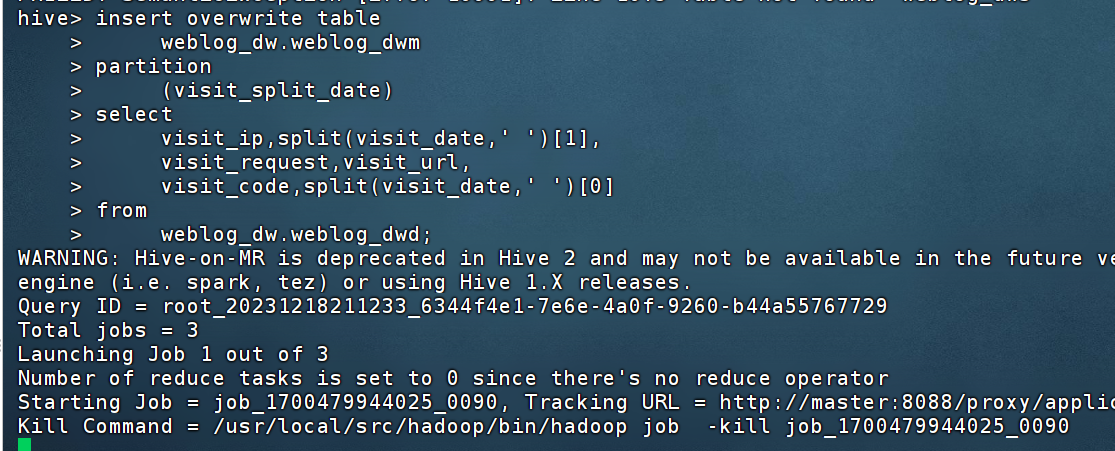 hive> insert overwrite table
    >      weblog_dw.weblog_dwm
    > partition
    >      (visit_split_date)
    > select
    >      visit_ip,split(visit_date,' ')[1],
    >      visit_request,visit_url,
    >      visit_code,split(visit_date,' ')[0]
    > from
    >      weblog_dw.weblog_dwd;
WARNING: Hive-on-MR is deprecated in Hive 2 and may not be available in the future ve
engine (i.e. spark, tez) or using Hive 1.X releases.
Query ID = root_20231218211233_6344f4e1-7e6e-4a0f-9260-b44a55767729
Total jobs = 3
Launching Job 1 out of 3
Number of reduce tasks is set to 0 since there's no reduce operator
Starting Job = job_1700479944025_0090, Tracking URL = http://master:8088/proxy/applic
Kill Command = /usr/local/src/hadoop/bin/hadoop job  -kill job_1700479944025_0090